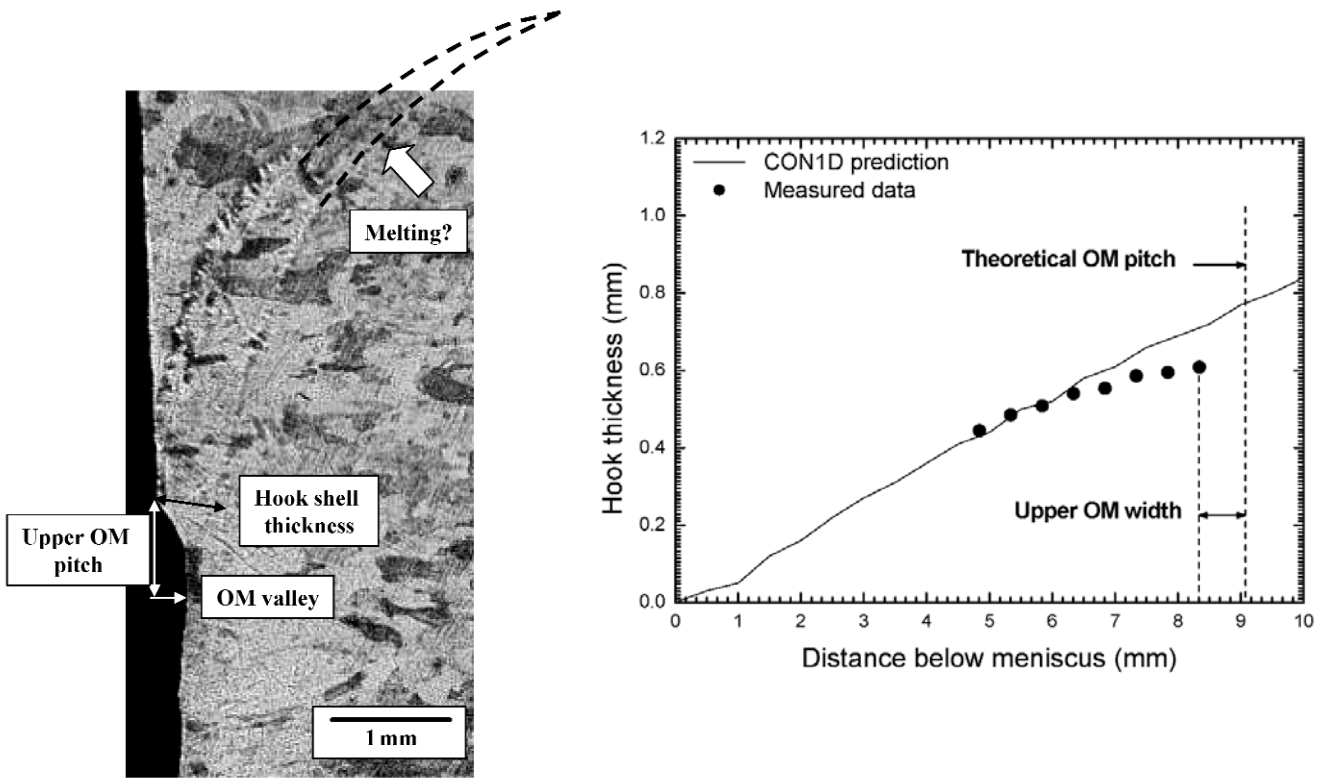 Melting?
Hook shell
thickness
Upper OM
pitch
OM valley
1 mm
Hook thickness (mm)
1.2
1.0
0.8
0.6
0.4
0.2
0.0
CON1D prediction
Measured data
Theoretical OM pitch
Upper OM width
0 1 2 3 4 5 6 7 8 9 10
Distance below meniscus (mm)